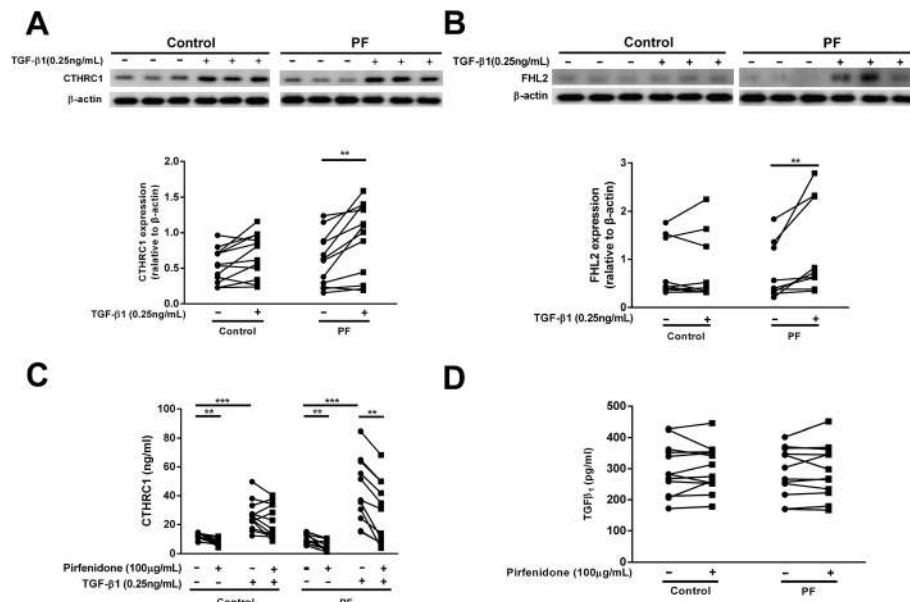 A
Control PF
TGF-β1(0.25ng/mL) – – – + + + – – – + + +
CTHRC1
β-actin
CTHRC1 expression
(ralative to β-actin)
2.0
1.5
1.0
0.5
0.0
**
– + – +
TGF-β1 (0.25ng/mL)
Control PF
B
Control PF
TGF-β1(0.25ng/mL) – – – + + + – – – + + +
FHL2
β-actin
FHL2 expression
(ralative to β-actin)
3
2
1
0
**
– + – +
TGF-β1 (0.25ng/mL)
Control PF
C
CTHRC1 (ng/ml)
100
80
60
40
20
0
*** ***
** ** **
Pirfenidone (100μg/mL) – + – + – + – +
TGF-β1 (0.25ng/mL) – – + + – – + +
Control PF
D
TGFβ1 (pg/ml)
500
400
300
200
100
0
– + – +
Pirfenidone (100μg/mL)
Control PF